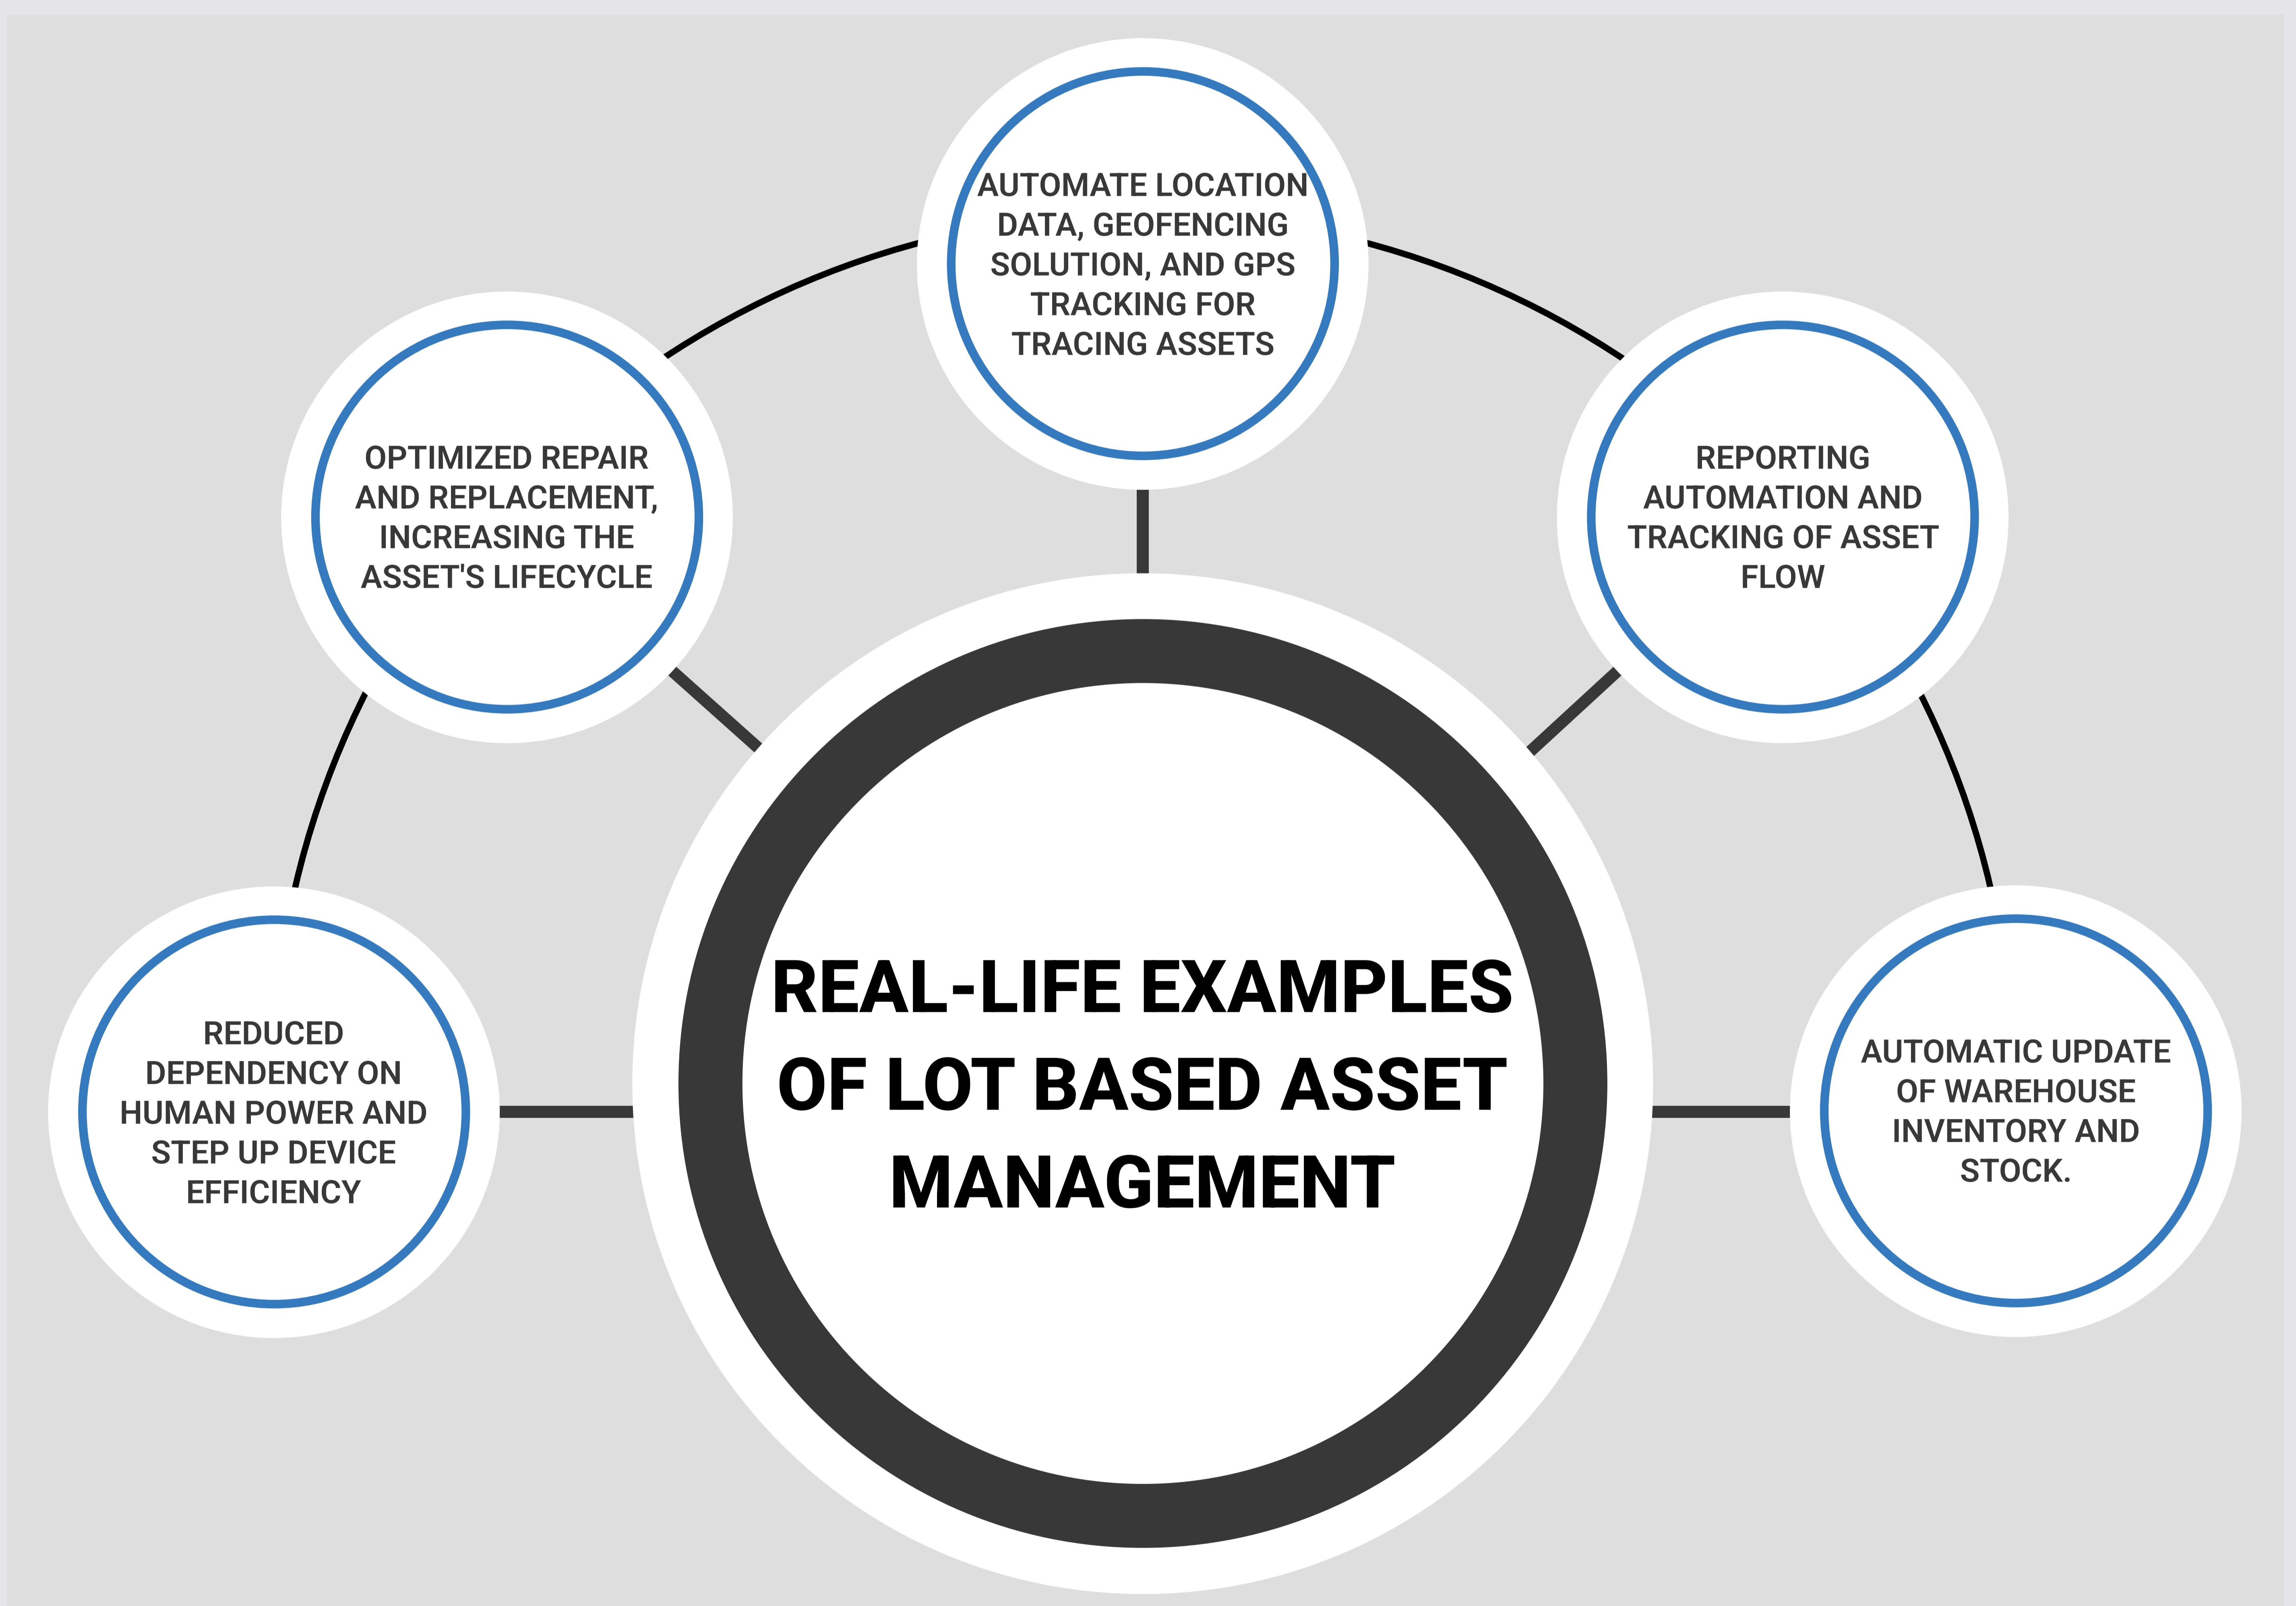 AUTOMATE LOCATION
DATA, GEOFENCING
SOLUTION, AND GPS
TRACKING FOR
TRACING ASSETS
OPTIMIZED REPAIR
AND REPLACEMENT,
INCREASING THE
ASSET'S LIFECYCLE
REPORTING
AUTOMATION AND
TRACKING OF ASSET
FLOW
REDUCED
DEPENDENCY ON
HUMAN POWER AND
STEP UP DEVICE
EFFICIENCY
REAL-LIFE EXAMPLES
OF LOT BASED ASSET
MANAGEMENT
AUTOMATIC UPDATE
OF WAREHOUSE
INVENTORY AND
STOCK.